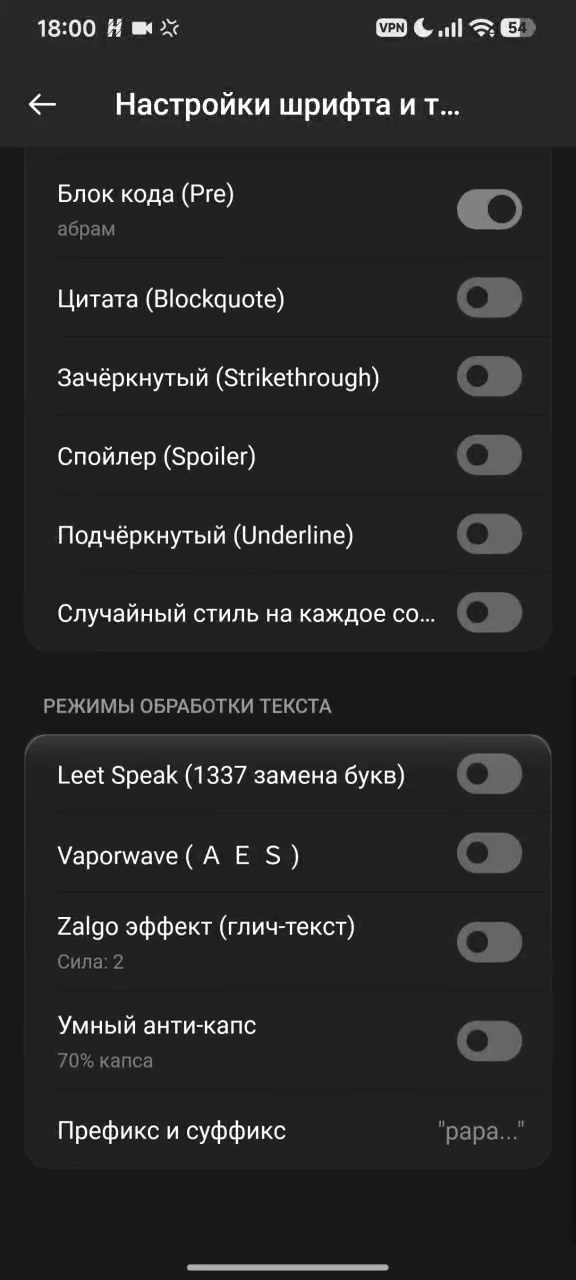 18:00 VPN 54
Настройки шрифта и т...
Блок кода (Pre)
абрам
Цитата (Blockquote)
Зачёркнутый (Strikethrough)
Спойлер (Spoiler)
Подчёркнутый (Underline)
Случайный стиль на каждое со...
РЕЖИМЫ ОБРАБОТКИ ТЕКСТА
Leet Speak (1337 замена букв)
Vaporwave (Ａ Ｅ Ｓ)
Zalgo эффект (глич-текст)
Сила: 2
Умный анти-капс
70% капса
Префикс и суффикс "papa..."